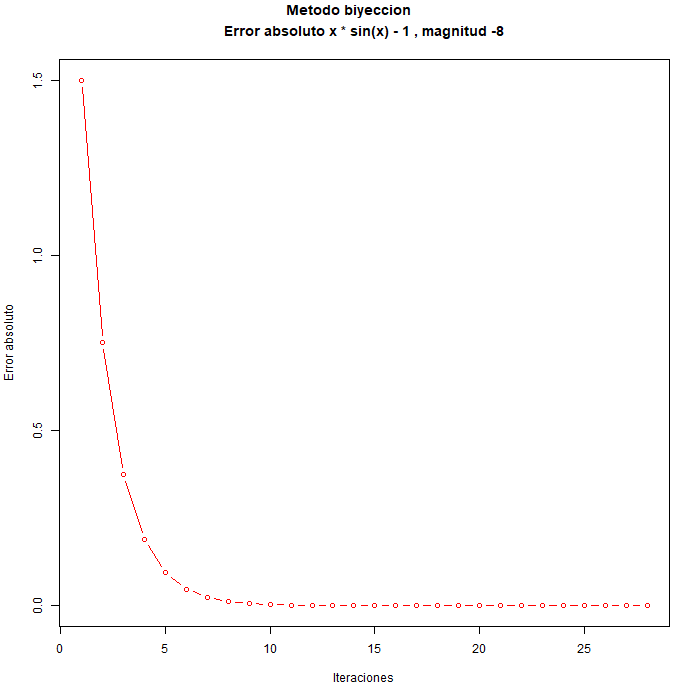 Metodo biyeccion
Error absoluto x * sin(x) - 1 , magnitud -8
Error absoluto
1.5
1.0
0.5
0.0
0 5 10 15 20 25
Iteraciones